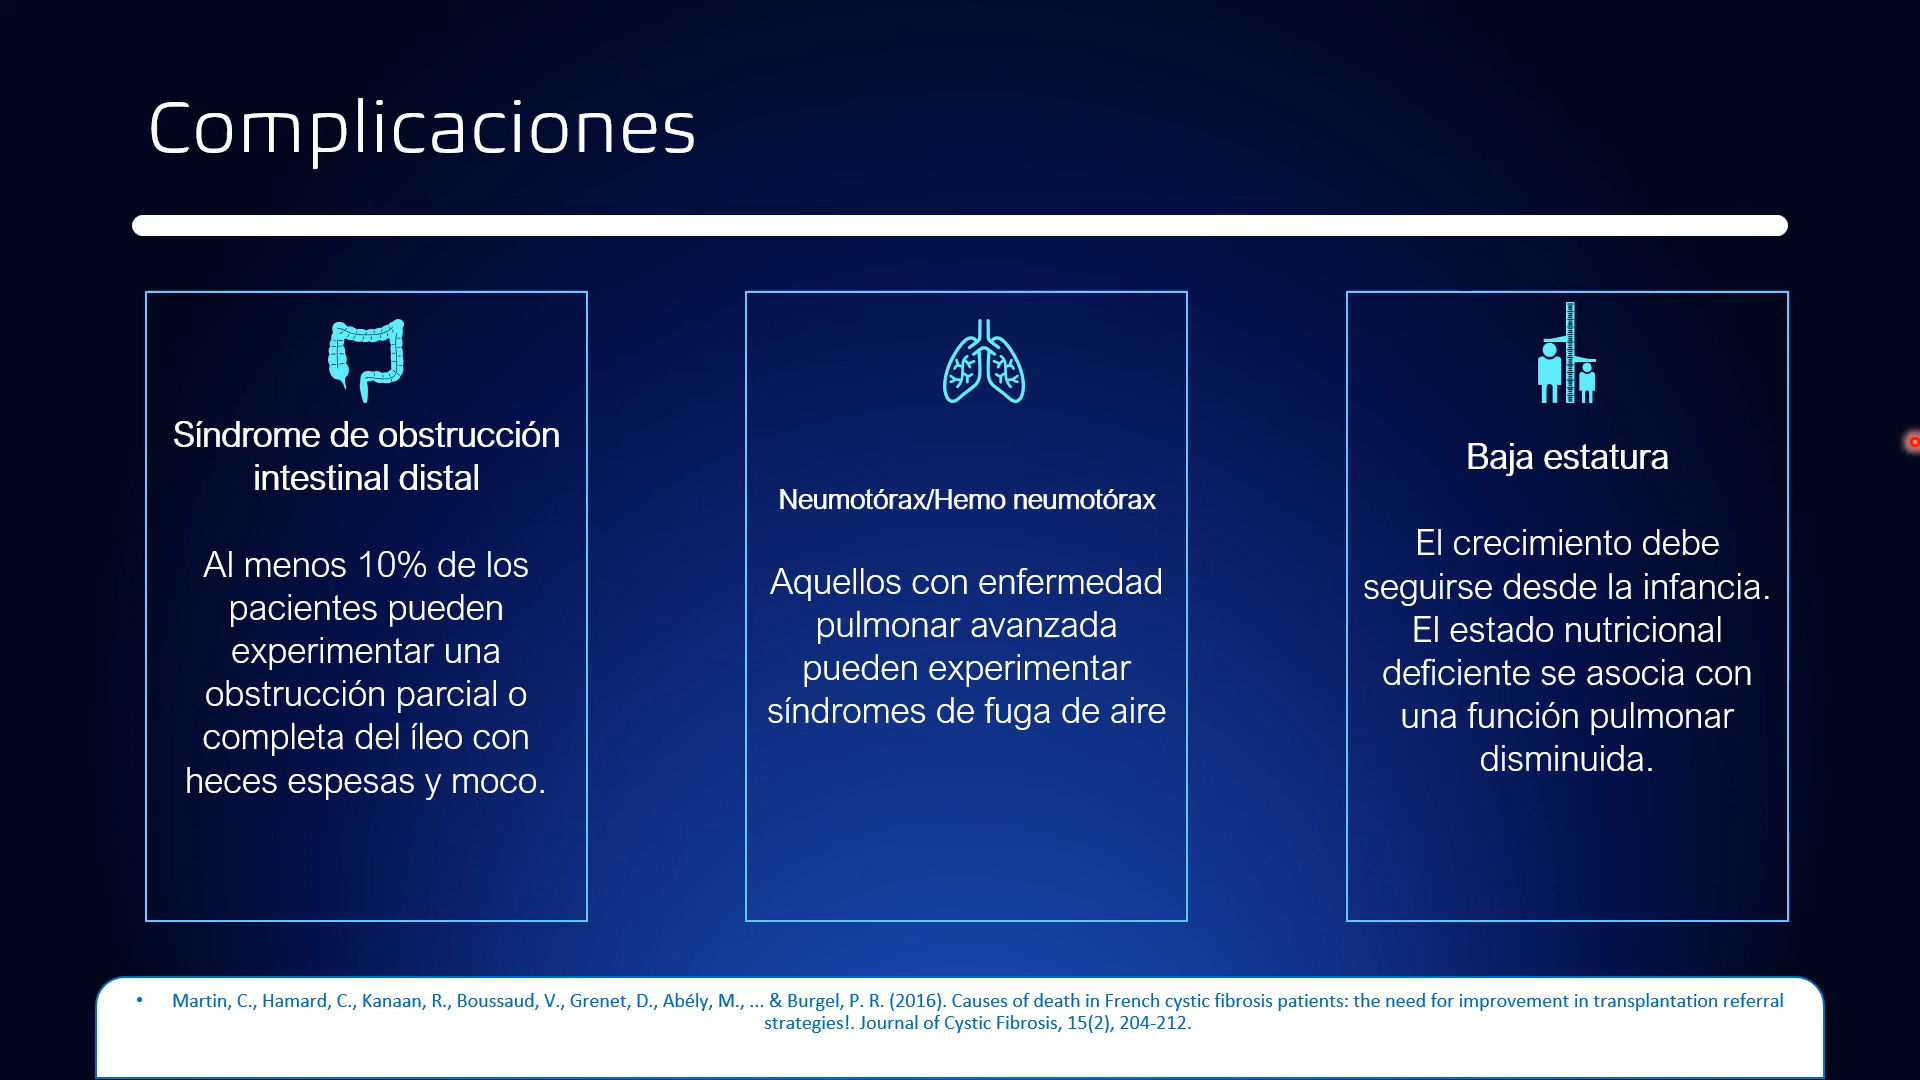 Complicaciones
Síndrome de obstrucción
intestinal distal
Al menos 10% de los
pacientes pueden
experimentar una
obstrucción parcial o
completa del íleo con
heces espesas y moco.
Neumotórax/Hemo neumotórax
Aquellos con enfermedad
pulmonar avanzada
pueden experimentar
síndromes de fuga de aire
Baja estatura
El crecimiento debe
seguirse desde la infancia.
El estado nutricional
deficiente se asocia con
una función pulmonar
disminuida.
• Martin, C., Hamard, C., Kanaan, R., Boussaud, V., Grenet, D., Abély, M., ... & Burgel, P. R. (2016). Causes of death in French cystic fibrosis patients: the need for improvement in transplantation referral
strategies!. Journal of Cystic Fibrosis, 15(2), 204-212.